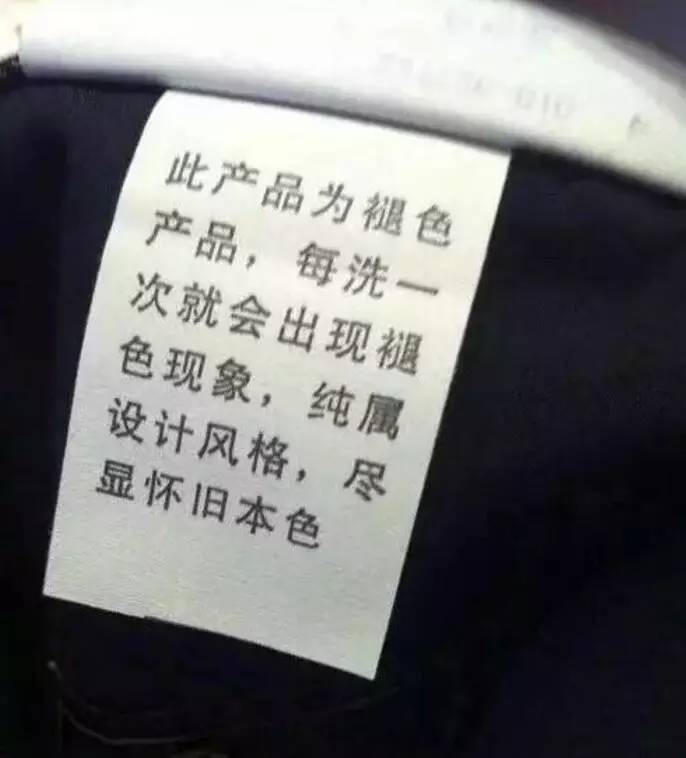 此产品为褪色
产品，每洗一
次就会出现褪
色现象，纯属
设计风格，尽
显怀旧本色